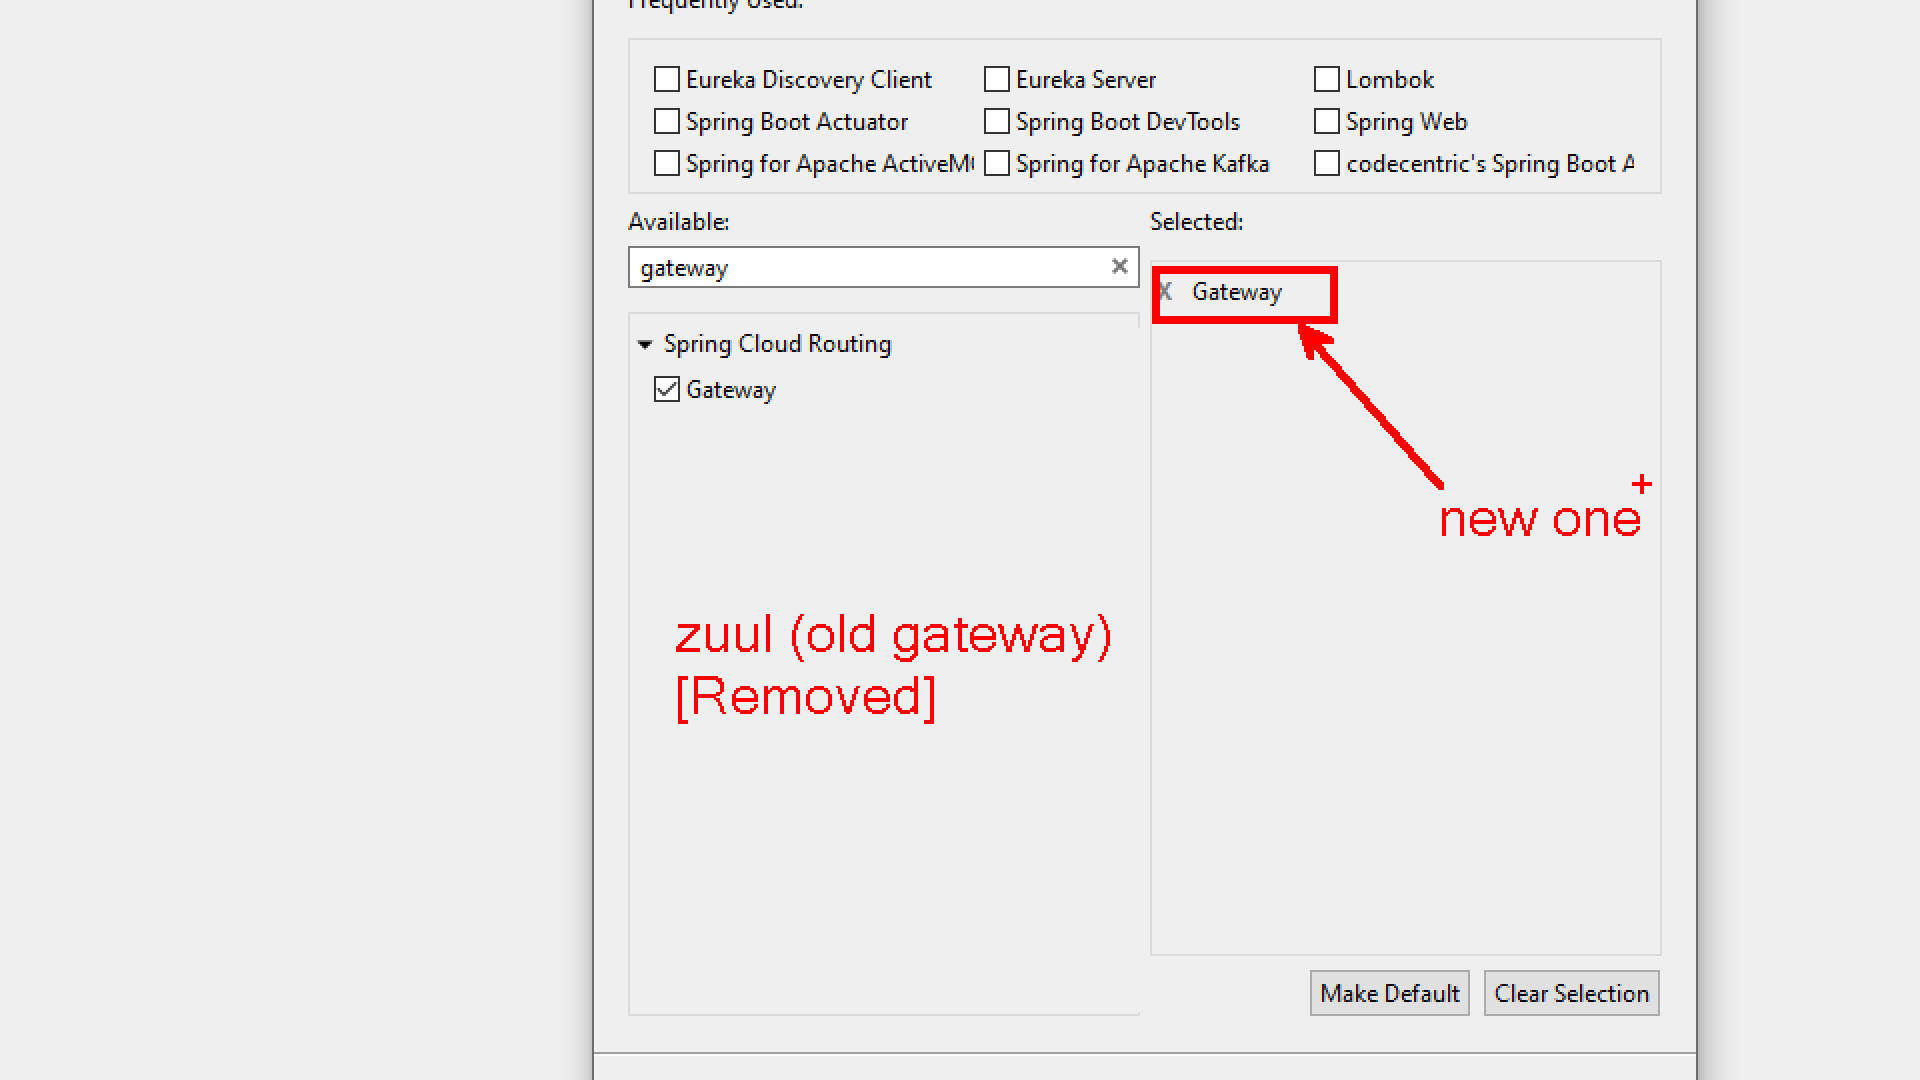 Frequently Used:
Eureka Discovery Client
Eureka Server
Lombok
Spring Boot Actuator
Spring Boot DevTools
Spring Web
Spring for Apache ActiveM
Spring for Apache Kafka
codecentric's Spring Boot A
Available:
Selected:
gateway
X Gateway
Spring Cloud Routing
Gateway
new one
zuul (old gateway)
[Removed]
Make Default
Clear Selection